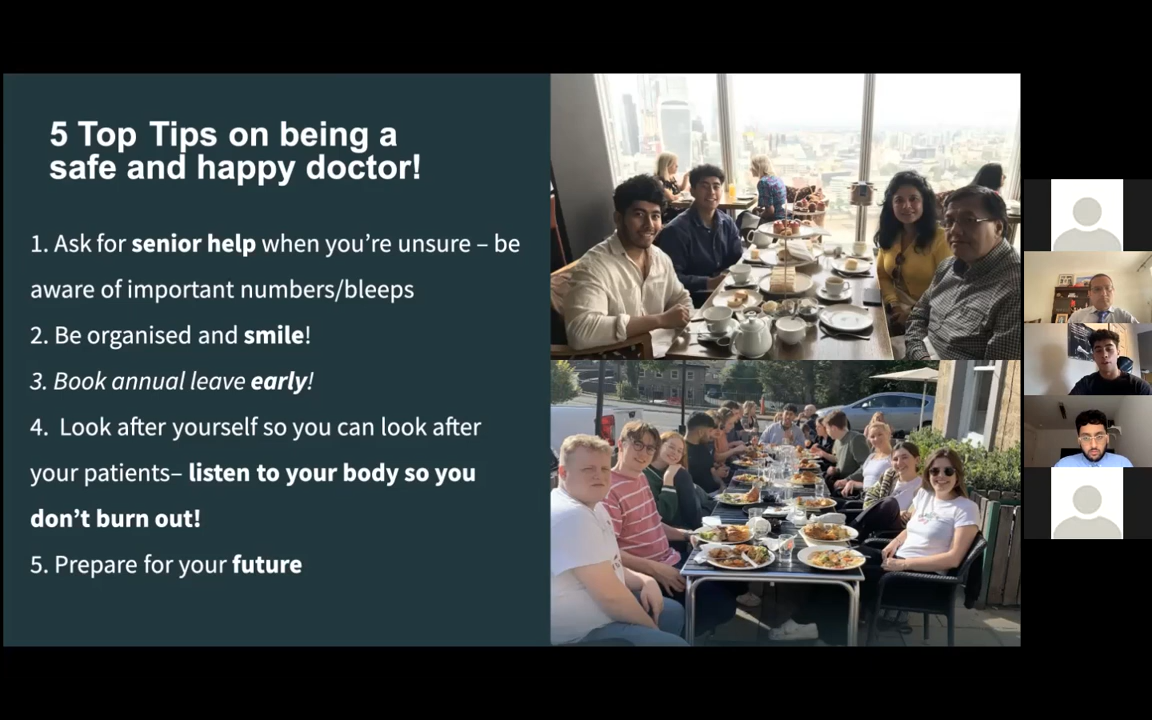 5 Top Tips on being a
safe and happy doctor!
1. Ask for senior help when you’re unsure – be
aware of important numbers/bleeps
2. Be organised and smile!
3. Book annual leave early!
4. Look after yourself so you can look after
your patients– listen to your body so you
don’t burn out!
5. Prepare for your future